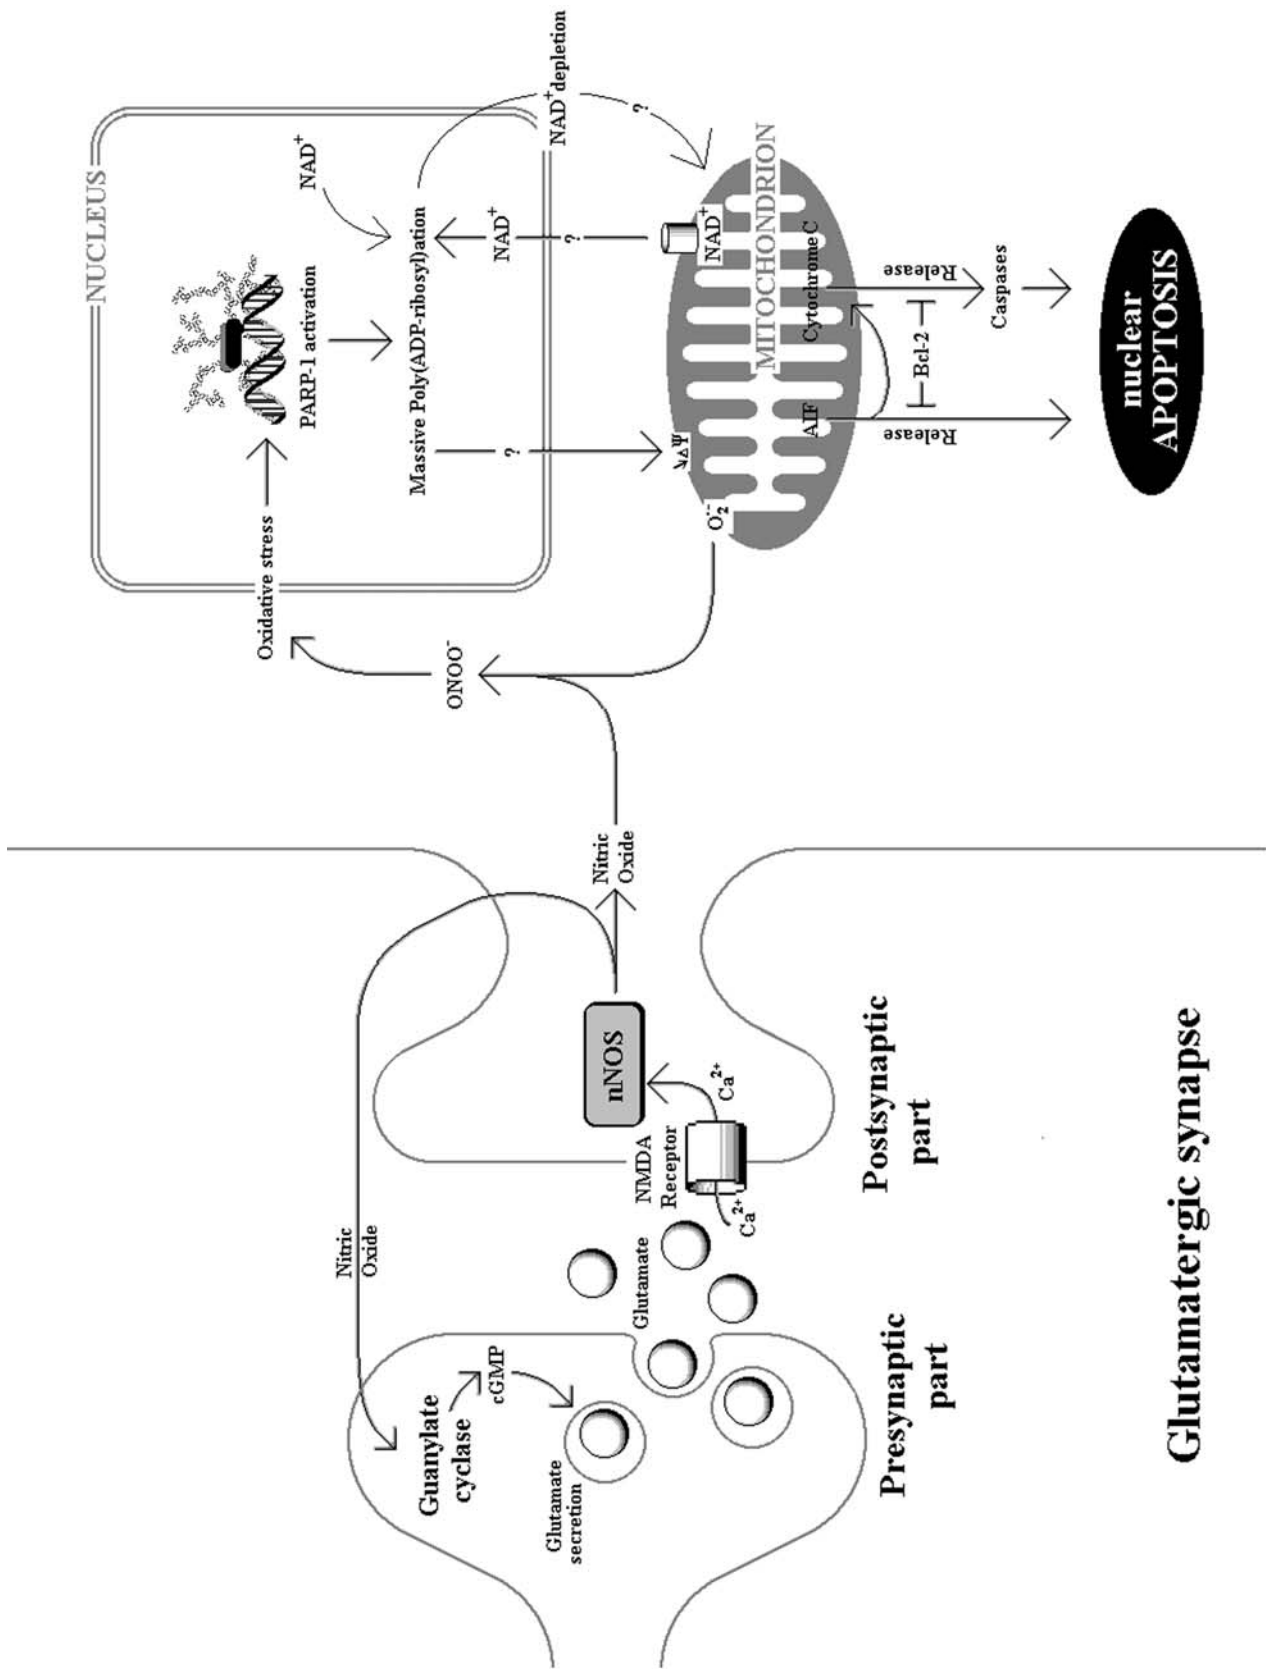 NUCLEUS
NAD+
PARP-1 activation
Oxidative stress
Massive Poly(ADP-ribosyl)ation
NAD+ depletion
?
NAD+
?
?
ONOO-
↘ΔΨ
O2·-
NAD+
MITOCHONDRION
AIF
Cytochrome C
Release
Release
Bcl-2
Caspases
nuclear
APOPTOSIS
Nitric
Oxide
Nitric
Oxide
nNOS
Ca2+
NMDA
Receptor
Ca2+
Glutamate
Guanylate
cyclase
cGMP
Glutamate
secretion
Presynaptic
part
Postsynaptic
part
Glutamatergic synapse